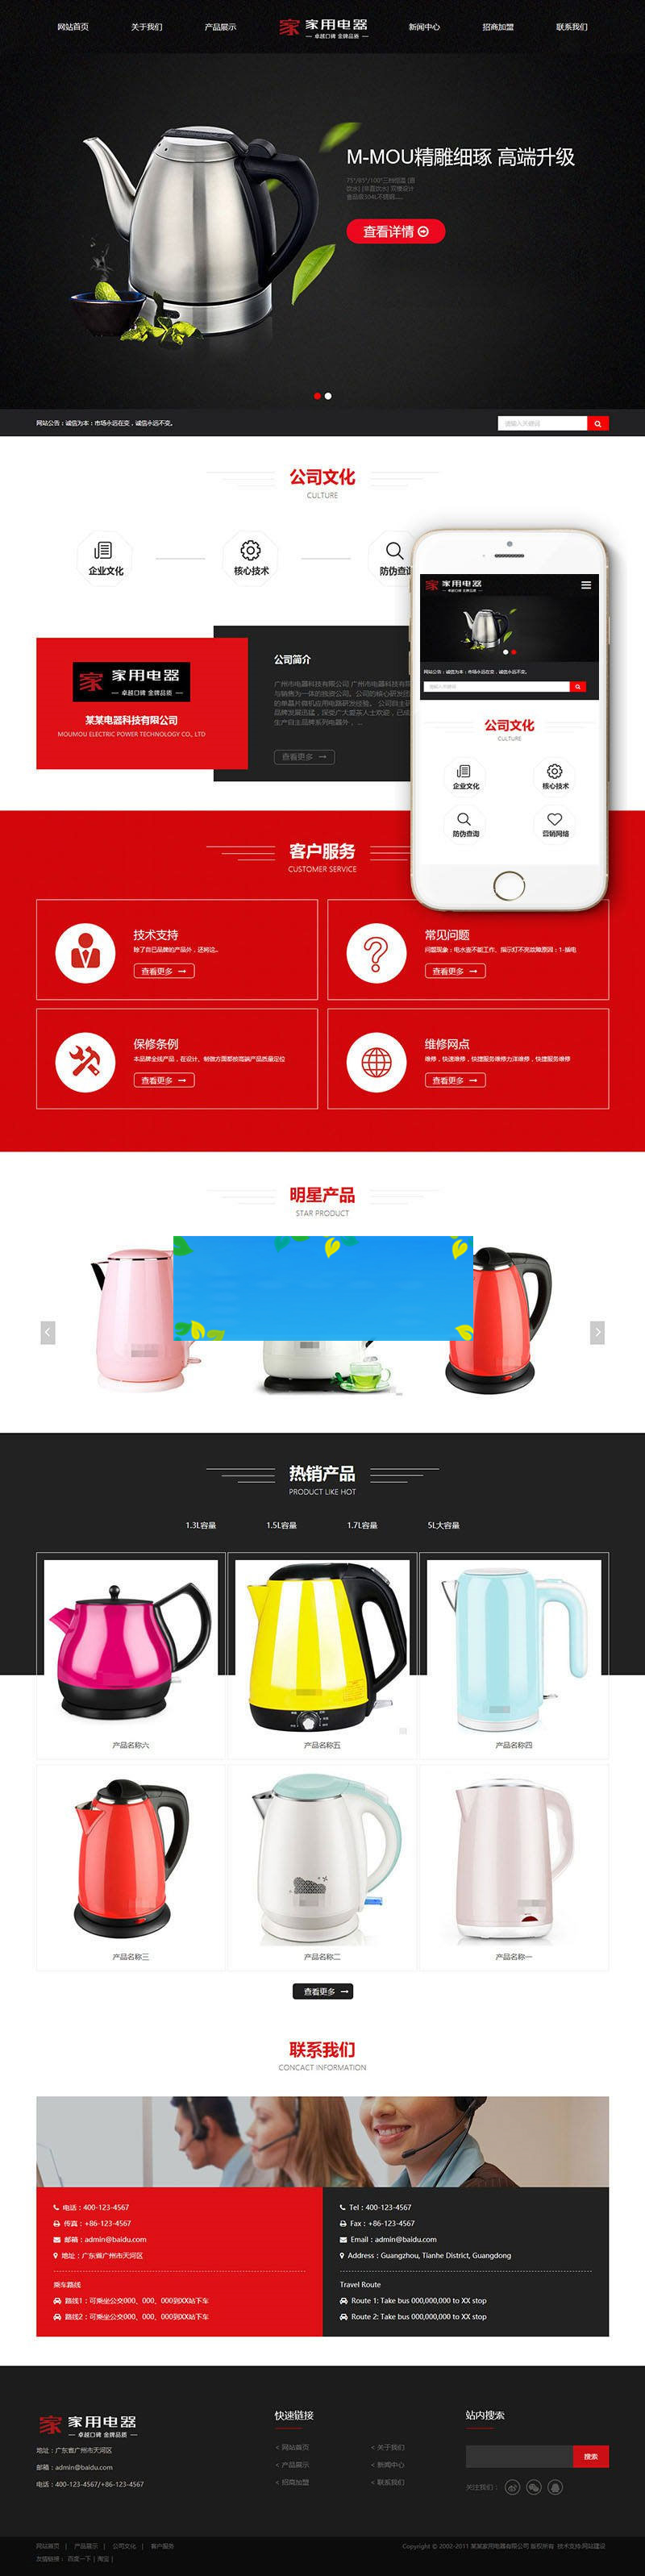 网站首页 关于我们 产品展示 家 家用电器 新闻中心 招商加盟 联系我们
卓越口碑 金牌品质
M-MOU精雕细琢 高端升级
查看详情
网站公告：诚信为本：市场永远在变，诚信永远不变。
请输入关键词
公司文化
CULTURE
企业文化 核心技术 防伪查询
家 家用电器
卓越口碑 金牌品质
网站公告：诚信为本：市场永远在变，诚信永远不变。
请输入关键词
公司文化
CULTURE
企业文化 核心技术
防伪查询 营销网络
家 家用电器
卓越口碑 金牌品质
某某电器科技有限公司
MOUMOU ELECTRIC POWER TECHNOLOGY CO., LTD
公司简介
广州市电器科技有限公司 广州市电器科技有限
与销售为一体的独资公司。公司的核心研发团
的单晶片微机应用电器研发经验。 公司自主研
品牌发展迅猛，深受广大爱茶人士欢迎，已成
生产自主品牌系列电器外，...
查看更多
客户服务
CUSTOMER SERVICE
技术支持
除了自已品牌的产品外，还柯这..
查看更多
常见问题
问题现象：电水壶不能工作、指示灯不亮故障原因：1-插电
查看更多
保修条例
本品牌全线产品，在设计、制做方面都按高端产品质量定位
查看更多
维修网点
维修，快速维修，快捷服务维修力洋维修，快捷服务维修
查看更多
明星产品
STAR PRODUCT
热销产品
PRODUCT LIKE HOT
1.3L容量 1.5L容量 1.7L容量 5L大容量
产品名称六 产品名称五 产品名称四
产品名称三 产品名称二 产品名称一
查看更多
联系我们
CONCACT INFORMATION
电话：400-123-4567
传真：+86-123-4567
邮箱：admin@baidu.com
地址：广东省广州市天河区
乘车路线
路线1：可乘坐公交000、000、000到XX站下车
路线2：可乘坐公交000、000、000到XX站下车
Tel：400-123-4567
Fax：+86-123-4567
Email：admin@baidu.com
Address：Guangzhou, Tianhe District, Guangdong
Travel Route
Route 1: Take bus 000,000,000 to XX stop
Route 2: Take bus 000,000,000 to XX stop
家 家用电器
卓越口碑 金牌品质
地址：广东省广州市天河区
邮箱：admin@baidu.com
电话：400-123-4567/+86-123-4567
快速链接
< 网站首页 < 关于我们
< 产品展示 < 新闻中心
< 招商加盟 < 联系我们
站内搜索
搜索
关注我们：
网站首页 | 产品展示 | 公司文化 | 客户服务
Copyright © 2002-2011 某某家用电器有限公司 版权所有 技术支持:网站建设
友情链接： 百度一下 | 淘宝 |